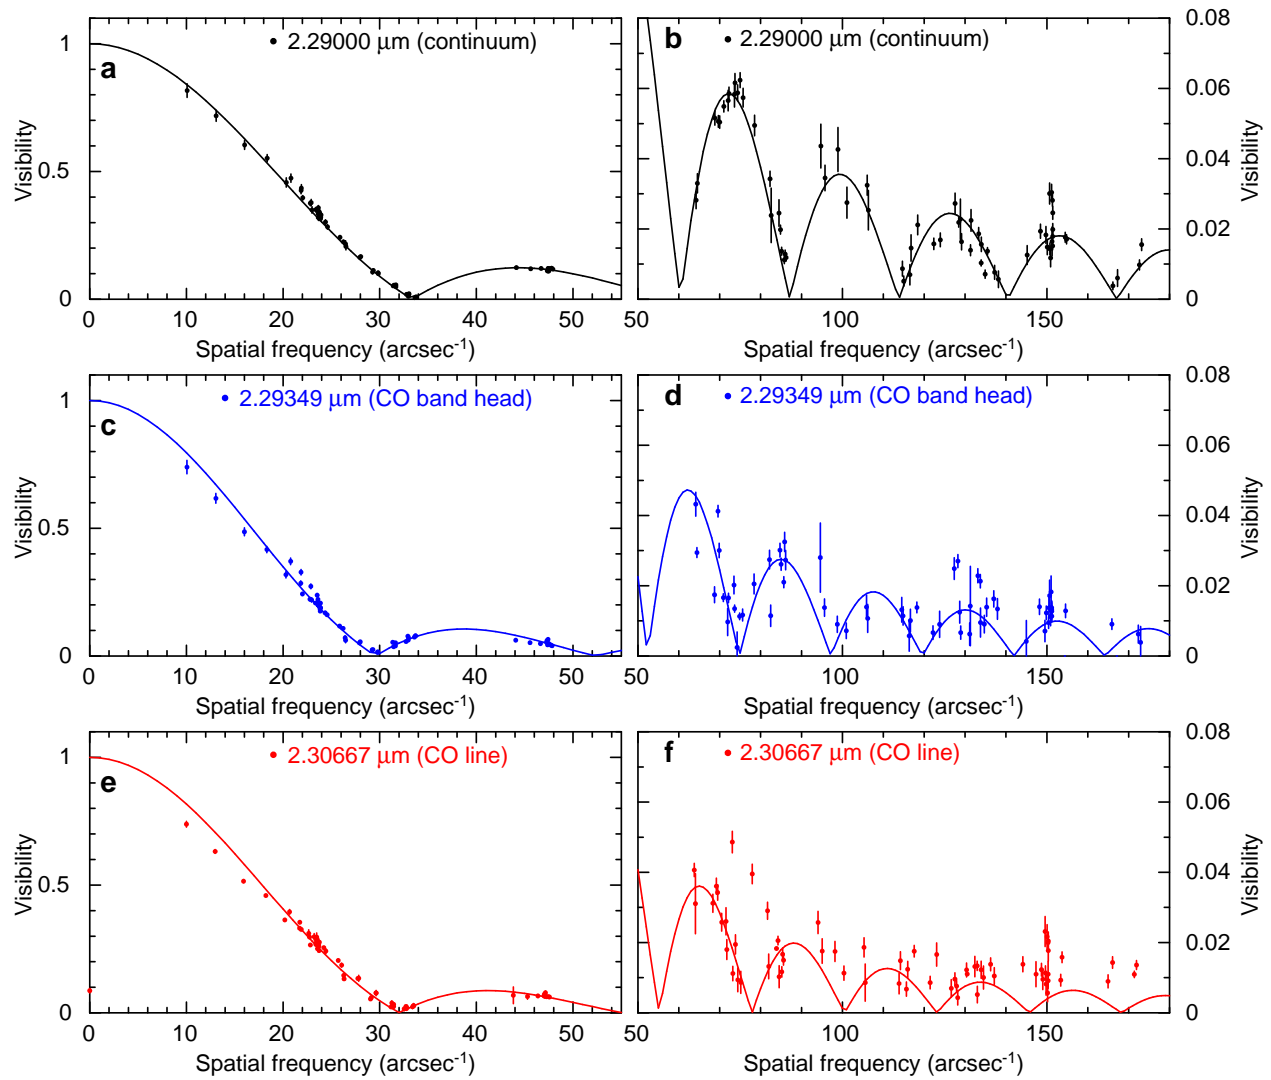 a
2.29000 μm (continuum)
Visibility
1
0.5
0
0 10 20 30 40 50
Spatial frequency (arcsec-1)
b
2.29000 μm (continuum)
0.08
0.06
0.04
0.02
0
Visibility
50 100 150
Spatial frequency (arcsec-1)
c
2.29349 μm (CO band head)
Visibility
1
0.5
0
0 10 20 30 40 50
Spatial frequency (arcsec-1)
d
2.29349 μm (CO band head)
0.08
0.06
0.04
0.02
0
Visibility
50 100 150
Spatial frequency (arcsec-1)
e
2.30667 μm (CO line)
Visibility
1
0.5
0
0 10 20 30 40 50
Spatial frequency (arcsec-1)
f
2.30667 μm (CO line)
0.08
0.06
0.04
0.02
0
Visibility
50 100 150
Spatial frequency (arcsec-1)